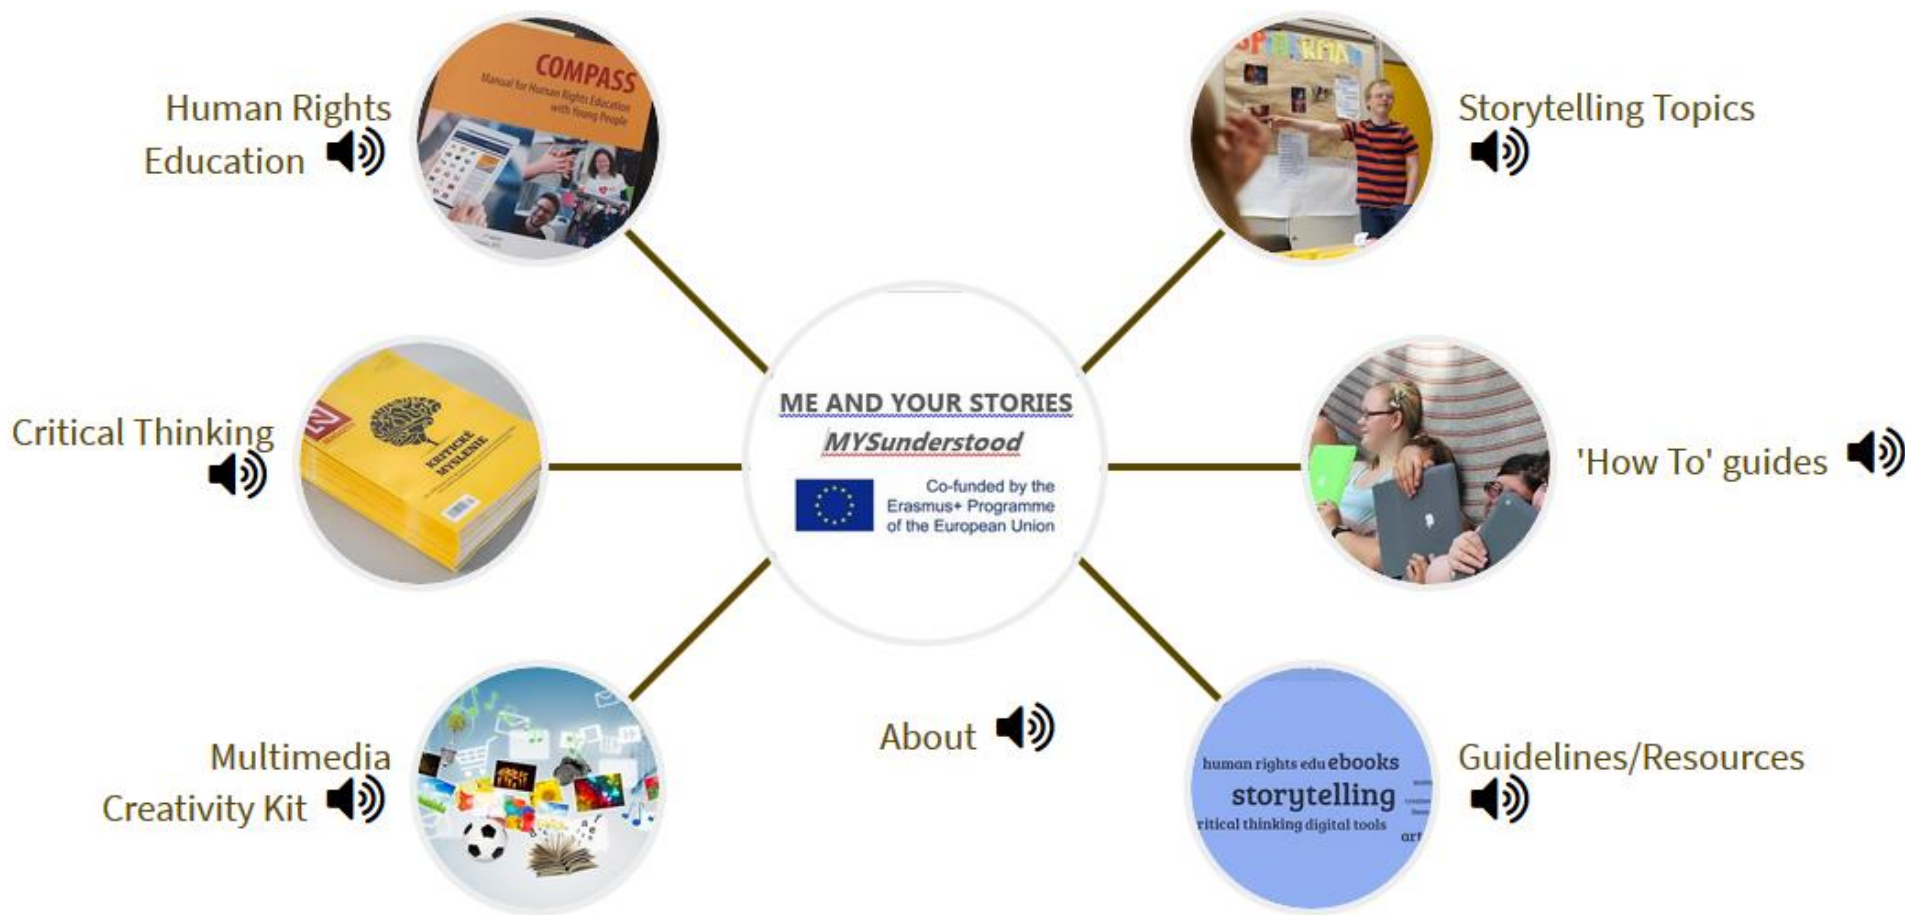 Human Rights
Education
COMPASS
Manual for Human Rights Education
with Young People
Storytelling Topics
Critical Thinking
KRITICKÉ
MYSLENIE
ME AND YOUR STORIES
MYSunderstood
Co-funded by the
Erasmus+ Programme
of the European Union
'How To' guides
Multimedia
Creativity Kit
About
human rights edu ebooks
storytelling
ritical thinking digital tools
art
Guidelines/Resources